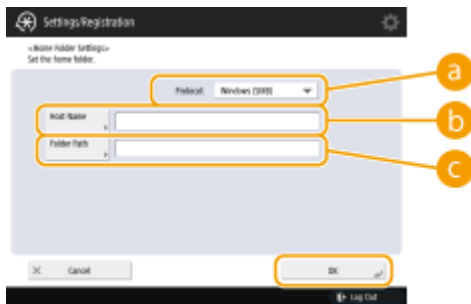 Settings/Registration
<Home Folder Settings>
Set the home folder.
Protocol: Windows (SMB)
a
Host Name
b
Folder Path
c
Cancel
OK
Log Out